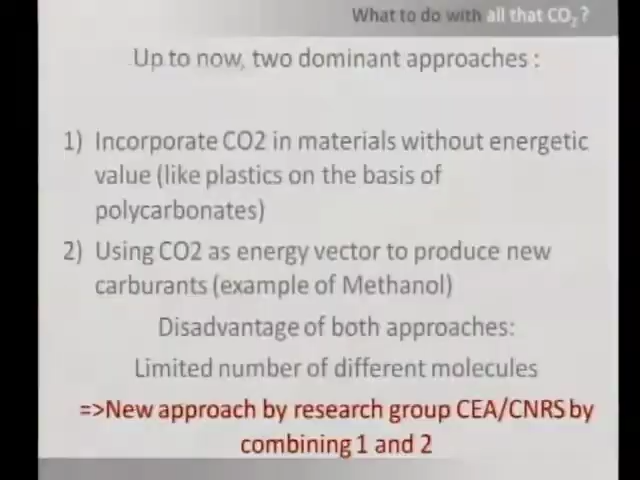 What to do with all that CO₂?
Up to now, two dominant approaches :
1) Incorporate CO2 in materials without energetic
value (like plastics on the basis of
polycarbonates)
2) Using CO2 as energy vector to produce new
carburants (example of Methanol)
Disadvantage of both approaches:
Limited number of different molecules
=>New approach by research group CEA/CNRS by
combining 1 and 2